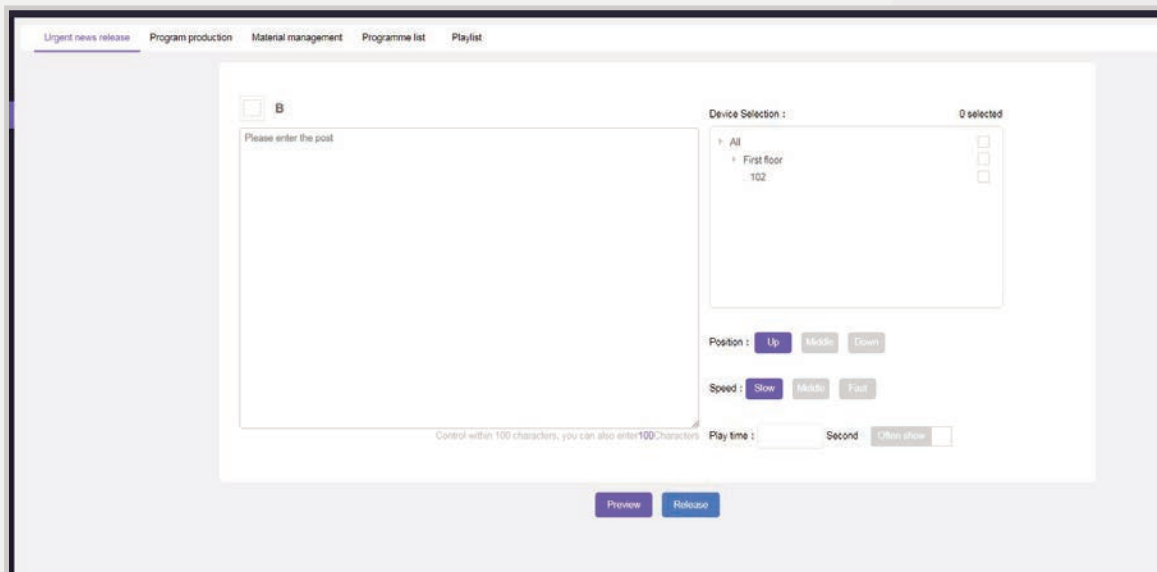 Urgent news release Program production Material management Programme list Playlist
B
Please enter the post
Control within 100 characters, you can also enter100Characters
Device Selection : 0 selected
All
First floor
102
Position : Up Middle Down
Speed : Slow Middle Fast
Play time : Second Often show
Preview Release